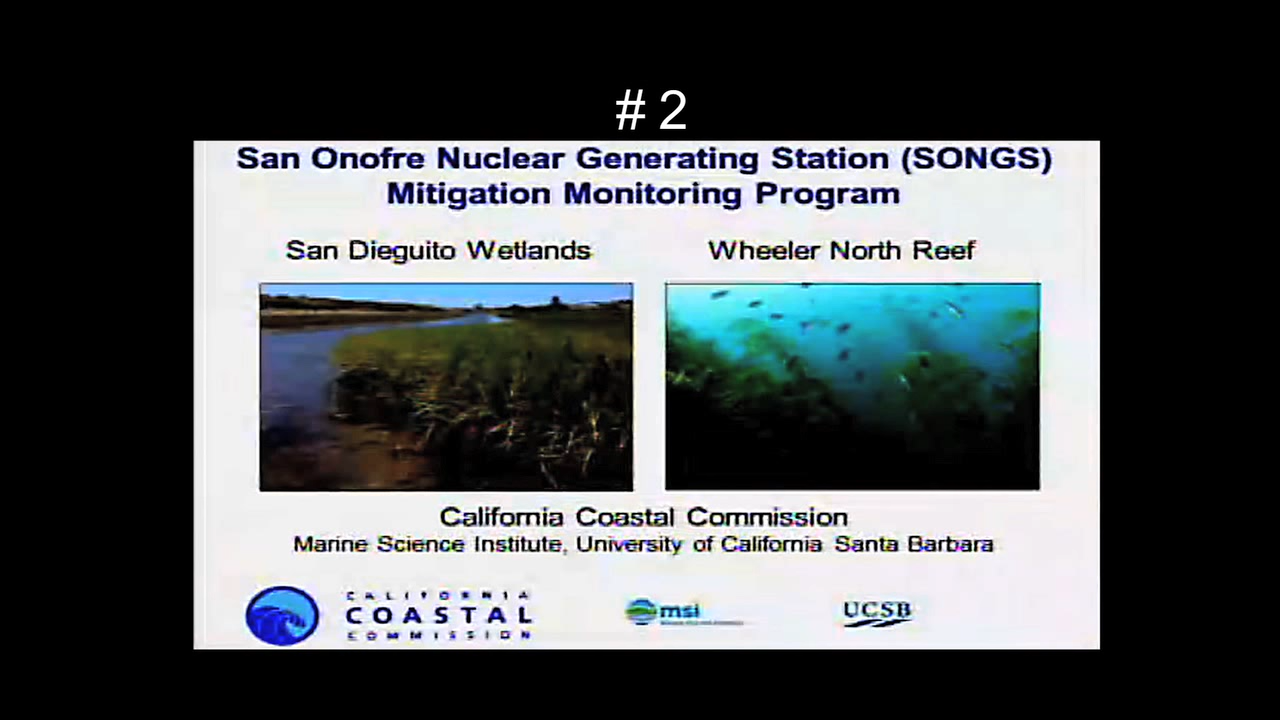 # 2
San Onofre Nuclear Generating Station (SONGS)
Mitigation Monitoring Program
San Dieguito Wetlands
Wheeler North Reef
California Coastal Commission
Marine Science Institute, University of California Santa Barbara
CALIFORNIA
COASTAL
COMMISSION
msi
UCSB